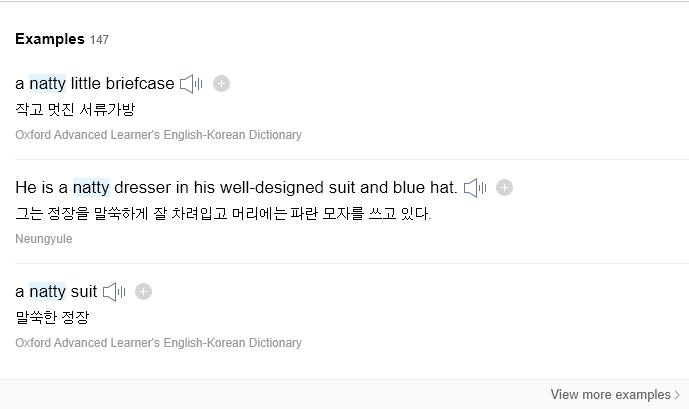 Examples 147
a natty little briefcase
작고 멋진 서류가방
Oxford Advanced Learner's English-Korean Dictionary
He is a natty dresser in his well-designed suit and blue hat.
그는 정장을 말쑥하게 잘 차려입고 머리에는 파란 모자를 쓰고 있다.
Neungyule
a natty suit
말쑥한 정장
Oxford Advanced Learner's English-Korean Dictionary
View more examples